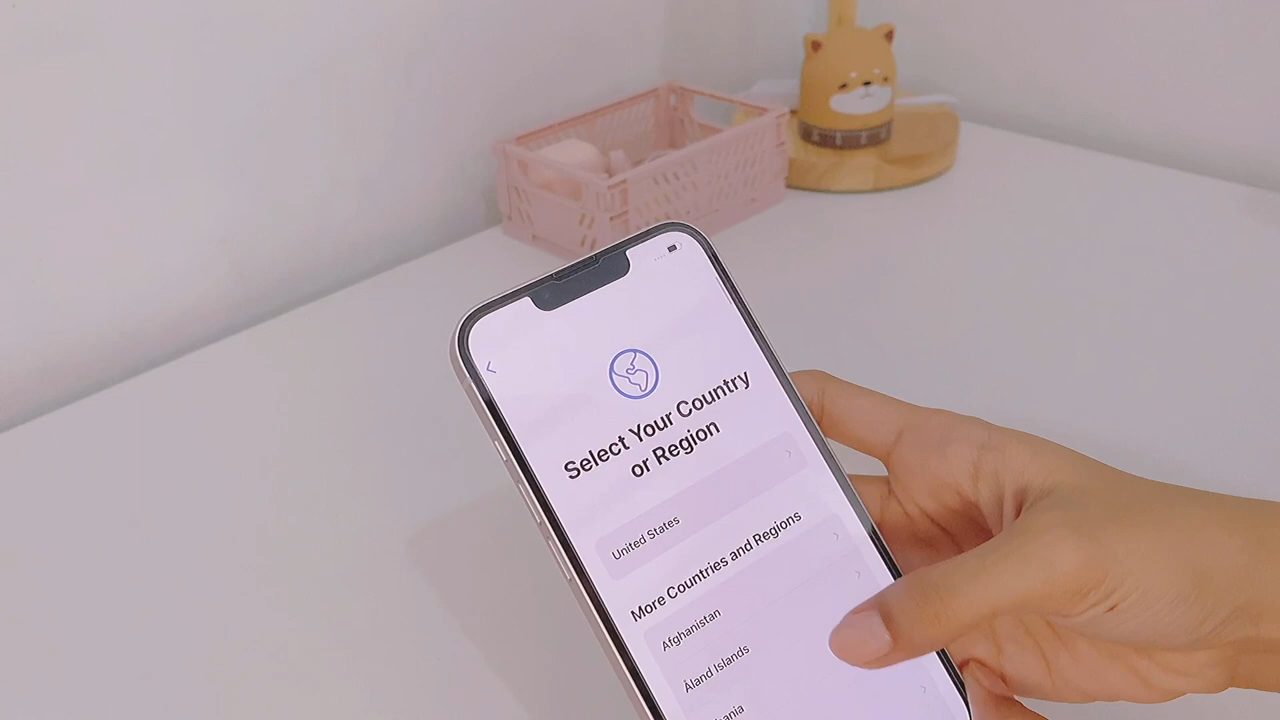 Select Your Country
or Region
United States
More Countries and Regions
Afghanistan
Åland Islands